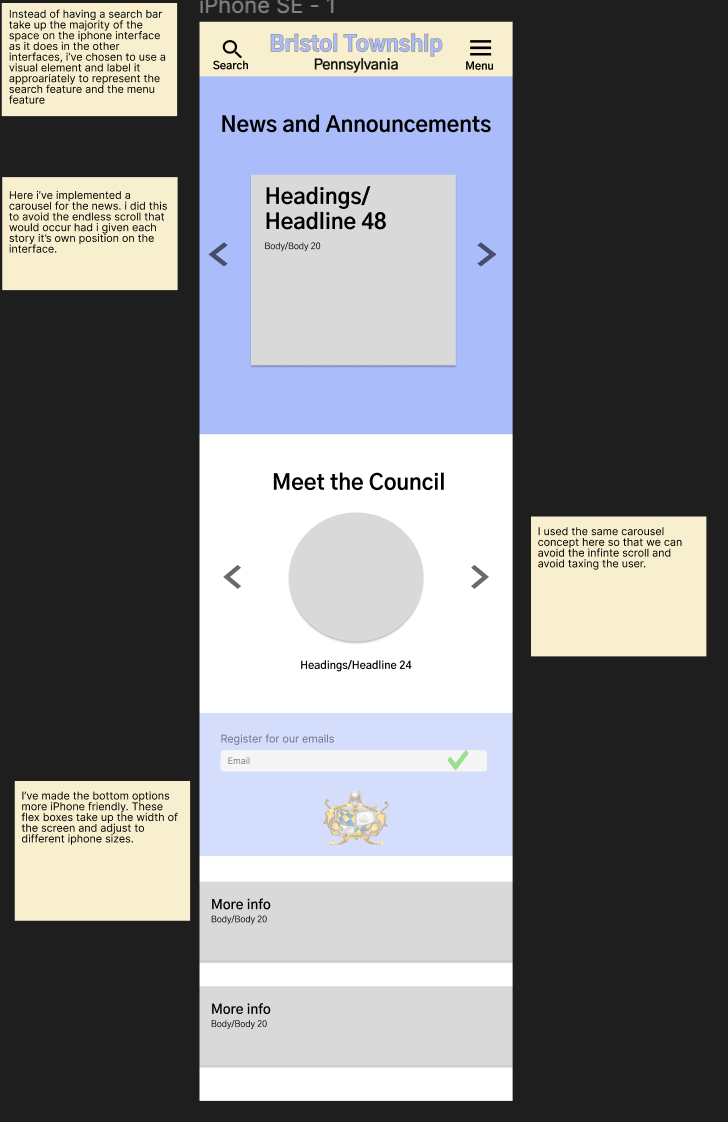 iPhone SE - 1
Instead of having a search bar
take up the majority of the
space on the iphone interface
as it does in the other
interfaces, i've chosen to use a
visual element and label it
approariately to represent the
search feature and the menu
feature
Bristol Township
Pennsylvania
Search
Menu
News and Announcements
Here i've implemented a
carousel for the news. i did this
to avoid the endless scroll that
would occur had i given each
story it's own position on the
interface.
Headings/
Headline 48
Body/Body 20
Meet the Council
I used the same carousel
concept here so that we can
avoid the infinte scroll and
avoid taxing the user.
Headings/Headline 24
Register for our emails
Email
I've made the bottom options
more iPhone friendly. These
flex boxes take up the width of
the screen and adjust to
different iphone sizes.
More info
Body/Body 20
More info
Body/Body 20